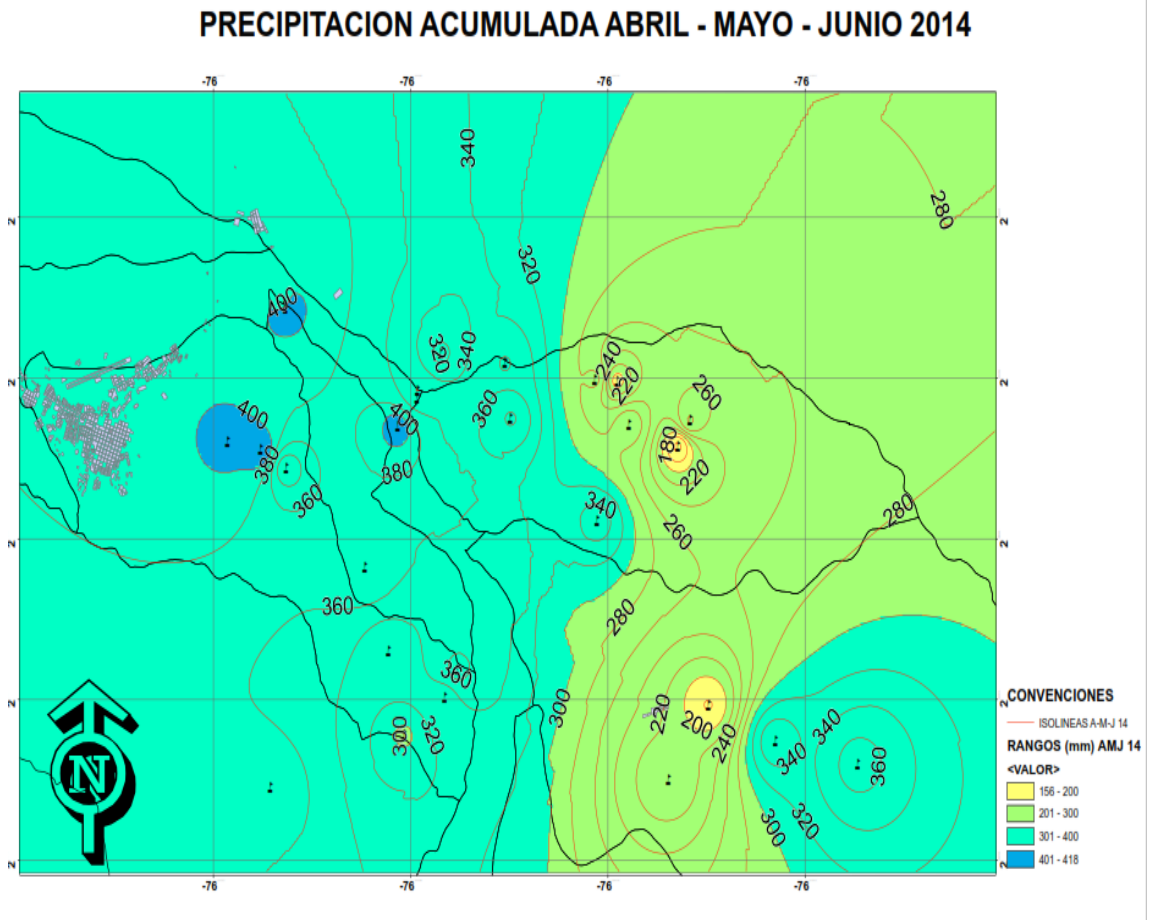 PRECIPITACION ACUMULADA ABRIL - MAYO - JUNIO 2014
-76 -76 -76 -76
340
2 280 2
320
400
320 340 240
2 220 2
260
400 400 360
180
380 380 220
360 340 280
260
2 2
360 280
360
2 300 220 200 2
300 320 240 340 340 360
300 320
N
2 2
-76 -76 -76 -76
CONVENCIONES
ISOLINEAS A-M-J 14
RANGOS (mm) AMJ 14
<VALOR>
156 - 200
201 - 300
301 - 400
401 - 418